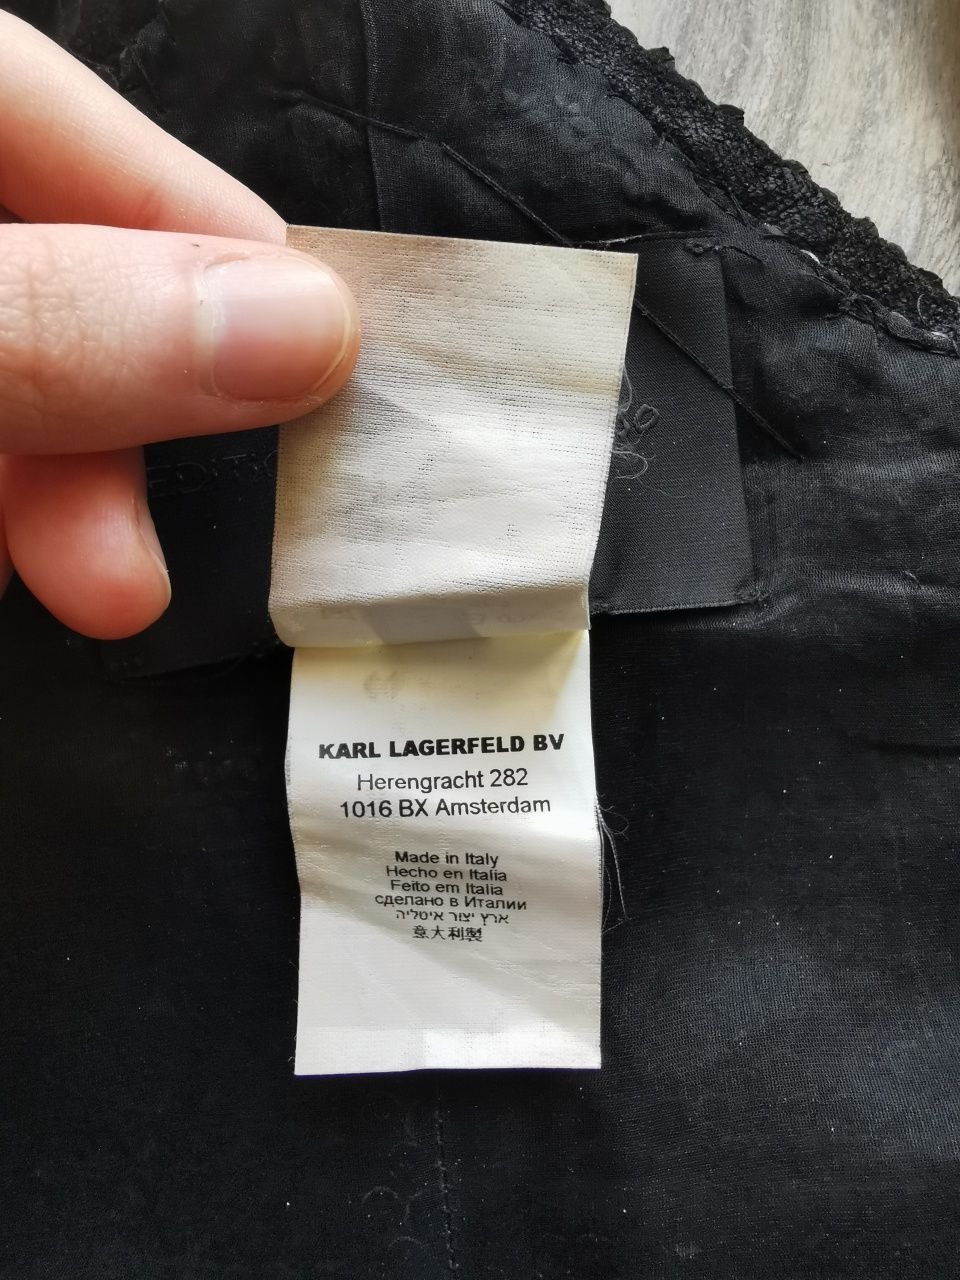 KARL LAGERFELD BV
Herengracht 282
1016 BX Amsterdam
Made in Italy
Hecho en Italia
Feito em Italia
сделано в Италии
ארץ יצור איטליה
意大利製